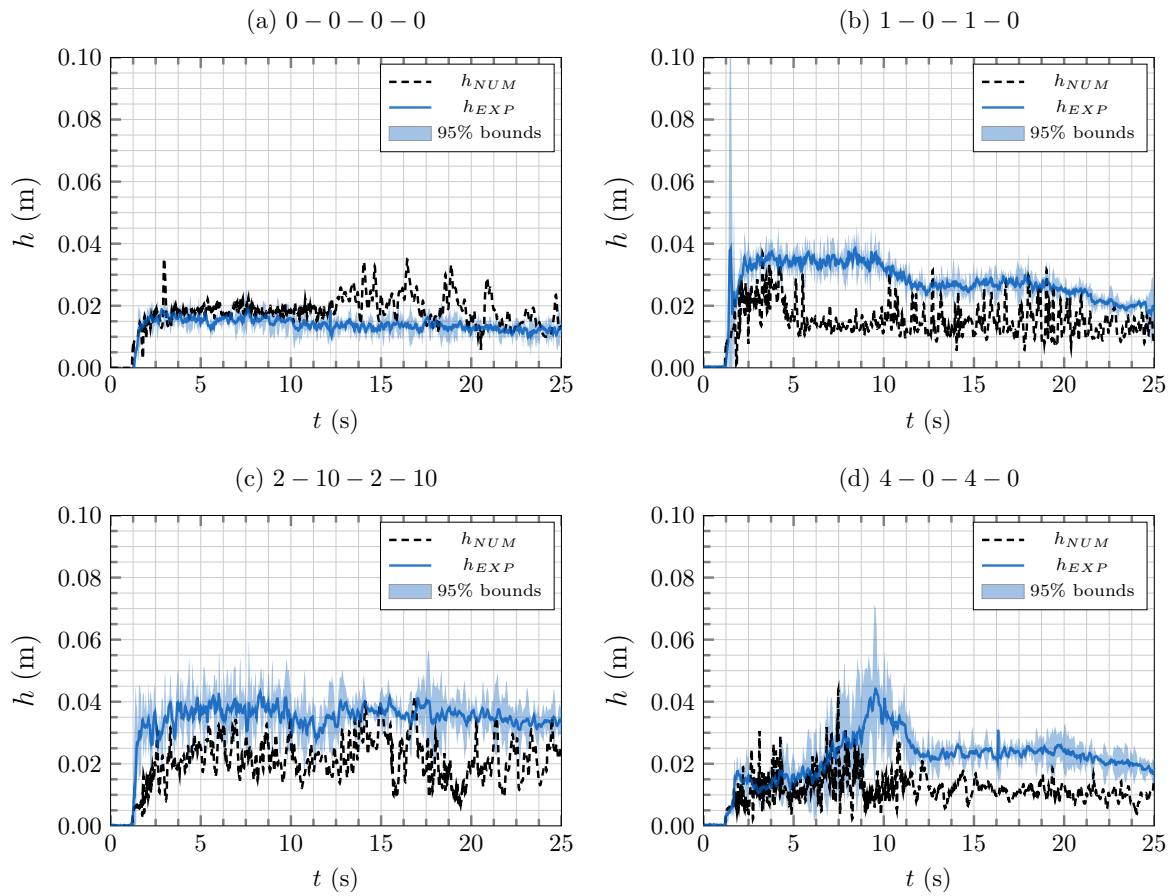 (a) 0 − 0 − 0 − 0
0.10
0.08
0.06
0.04
0.02
0.00
h (m)
0 5 10 15 20 25
t (s)
h_NUM
h_EXP
95% bounds
(b) 1 − 0 − 1 − 0
0.10
0.08
0.06
0.04
0.02
0.00
h (m)
0 5 10 15 20 25
t (s)
h_NUM
h_EXP
95% bounds
(c) 2 − 10 − 2 − 10
0.10
0.08
0.06
0.04
0.02
0.00
h (m)
0 5 10 15 20 25
t (s)
h_NUM
h_EXP
95% bounds
(d) 4 − 0 − 4 − 0
0.10
0.08
0.06
0.04
0.02
0.00
h (m)
0 5 10 15 20 25
t (s)
h_NUM
h_EXP
95% bounds